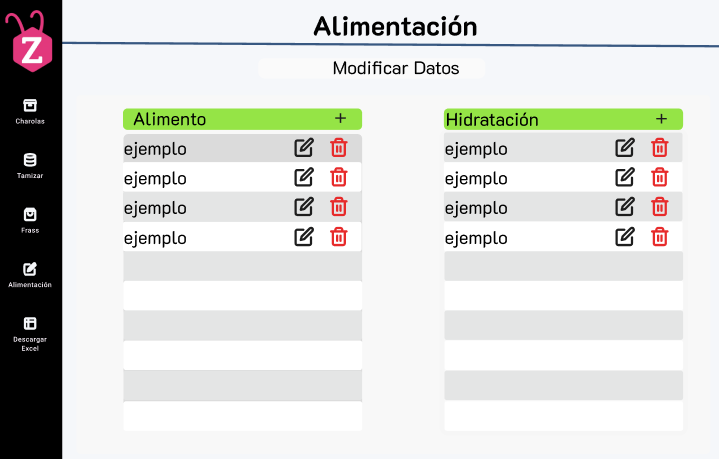 Alimentación
Z
Modificar Datos
Charolas
Tamizar
Frass
Alimentación
Descargar
Excel
Alimento +
ejemplo
ejemplo
ejemplo
ejemplo
Hidratación +
ejemplo
ejemplo
ejemplo
ejemplo